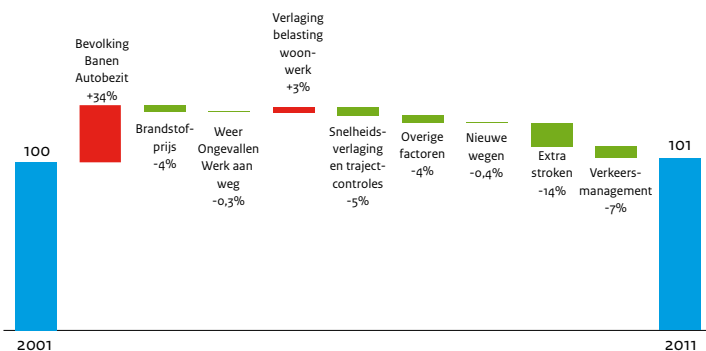 100
Bevolking
Banen
Autobezit
+34%
Brandstof-
prijs
-4%
Weer
Ongevallen
Werk aan
weg
-0,3%
Verlaging
belasting
woon-
werk
+3%
Snelheids-
verlaging
en traject-
controles
-5%
Overige
factoren
-4%
Nieuwe
wegen
-0,4%
Extra
stroken
-14%
Verkeers-
management
-7%
101
2001
2011